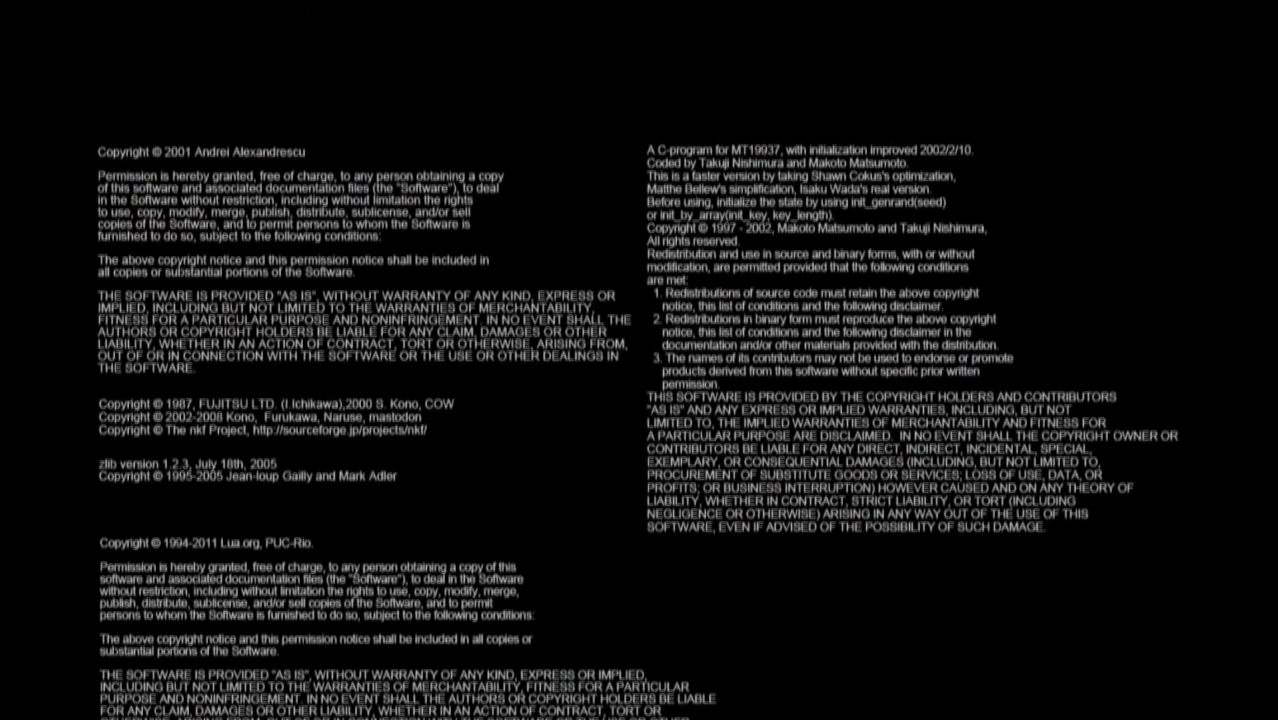 Copyright © 2001 Andrei Alexandrescu
Permission is hereby granted, free of charge, to any person obtaining a copy
of this software and associated documentation files (the "Software"), to deal
in the Software without restriction, including without limitation the rights
to use, copy, modify, merge, publish, distribute, sublicense, and/or sell
copies of the Software, and to permit persons to whom the Software is
furnished to do so, subject to the following conditions:
The above copyright notice and this permission notice shall be included in
all copies or substantial portions of the Software.
THE SOFTWARE IS PROVIDED "AS IS", WITHOUT WARRANTY OF ANY KIND, EXPRESS OR
IMPLIED, INCLUDING BUT NOT LIMITED TO THE WARRANTIES OF MERCHANTABILITY,
FITNESS FOR A PARTICULAR PURPOSE AND NONINFRINGEMENT. IN NO EVENT SHALL THE
AUTHORS OR COPYRIGHT HOLDERS BE LIABLE FOR ANY CLAIM, DAMAGES OR OTHER
LIABILITY, WHETHER IN AN ACTION OF CONTRACT, TORT OR OTHERWISE, ARISING FROM,
OUT OF OR IN CONNECTION WITH THE SOFTWARE OR THE USE OR OTHER DEALINGS IN
THE SOFTWARE.
Copyright © 1987, FUJITSU LTD. (I.Ichikawa),2000 S. Kono, COW
Copyright © 2002-2008 Kono, Furukawa, Naruse, mastodon
Copyright © The nkf Project, http://sourceforge.jp/projects/nkf/
zlib version 1.2.3, July 18th, 2005
Copyright © 1995-2005 Jean-loup Gailly and Mark Adler
Copyright © 1994-2011 Lua.org, PUC-Rio.
Permission is hereby granted, free of charge, to any person obtaining a copy of this
software and associated documentation files (the "Software"), to deal in the Software
without restriction, including without limitation the rights to use, copy, modify, merge,
publish, distribute, sublicense, and/or sell copies of the Software, and to permit
persons to whom the Software is furnished to do so, subject to the following conditions:
The above copyright notice and this permission notice shall be included in all copies or
substantial portions of the Software.
THE SOFTWARE IS PROVIDED "AS IS", WITHOUT WARRANTY OF ANY KIND, EXPRESS OR IMPLIED,
INCLUDING BUT NOT LIMITED TO THE WARRANTIES OF MERCHANTABILITY, FITNESS FOR A PARTICULAR
PURPOSE AND NONINFRINGEMENT. IN NO EVENT SHALL THE AUTHORS OR COPYRIGHT HOLDERS BE LIABLE
FOR ANY CLAIM, DAMAGES OR OTHER LIABILITY, WHETHER IN AN ACTION OF CONTRACT, TORT OR
A C-program for MT19937, with initialization improved 2002/2/10.
Coded by Takuji Nishimura and Makoto Matsumoto.
This is a faster version by taking Shawn Cokus's optimization,
Matthe Bellew's simplification, Isaku Wada's real version.
Before using, initialize the state by using init_genrand(seed)
or init_by_array(init_key, key_length).
Copyright © 1997 - 2002, Makoto Matsumoto and Takuji Nishimura,
All rights reserved.
Redistribution and use in source and binary forms, with or without
modification, are permitted provided that the following conditions
are met:
1. Redistributions of source code must retain the above copyright
notice, this list of conditions and the following disclaimer.
2. Redistributions in binary form must reproduce the above copyright
notice, this list of conditions and the following disclaimer in the
documentation and/or other materials provided with the distribution.
3. The names of its contributors may not be used to endorse or promote
products derived from this software without specific prior written
permission.
THIS SOFTWARE IS PROVIDED BY THE COPYRIGHT HOLDERS AND CONTRIBUTORS
"AS IS" AND ANY EXPRESS OR IMPLIED WARRANTIES, INCLUDING, BUT NOT
LIMITED TO, THE IMPLIED WARRANTIES OF MERCHANTABILITY AND FITNESS FOR
A PARTICULAR PURPOSE ARE DISCLAIMED. IN NO EVENT SHALL THE COPYRIGHT OWNER OR
CONTRIBUTORS BE LIABLE FOR ANY DIRECT, INDIRECT, INCIDENTAL, SPECIAL,
EXEMPLARY, OR CONSEQUENTIAL DAMAGES (INCLUDING, BUT NOT LIMITED TO,
PROCUREMENT OF SUBSTITUTE GOODS OR SERVICES; LOSS OF USE, DATA, OR
PROFITS; OR BUSINESS INTERRUPTION) HOWEVER CAUSED AND ON ANY THEORY OF
LIABILITY, WHETHER IN CONTRACT, STRICT LIABILITY, OR TORT (INCLUDING
NEGLIGENCE OR OTHERWISE) ARISING IN ANY WAY OUT OF THE USE OF THIS
SOFTWARE, EVEN IF ADVISED OF THE POSSIBILITY OF SUCH DAMAGE.